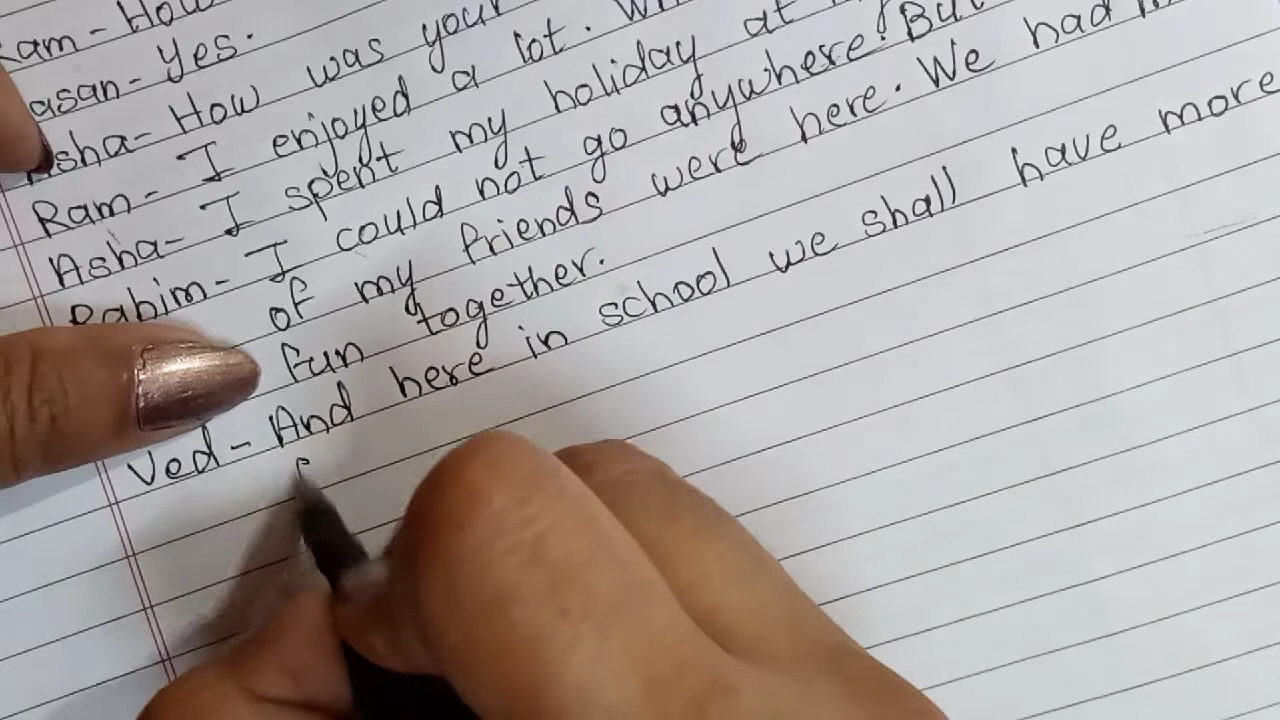 Ram- How
asan- Yes.
Asha- How was your
Ram- I enjoyed a lot.
Asha- I spent my holiday at
Rahim- I could not go anywhere! But
of my friends were here. We had
fun together.
Ved- And here in school we shall have more